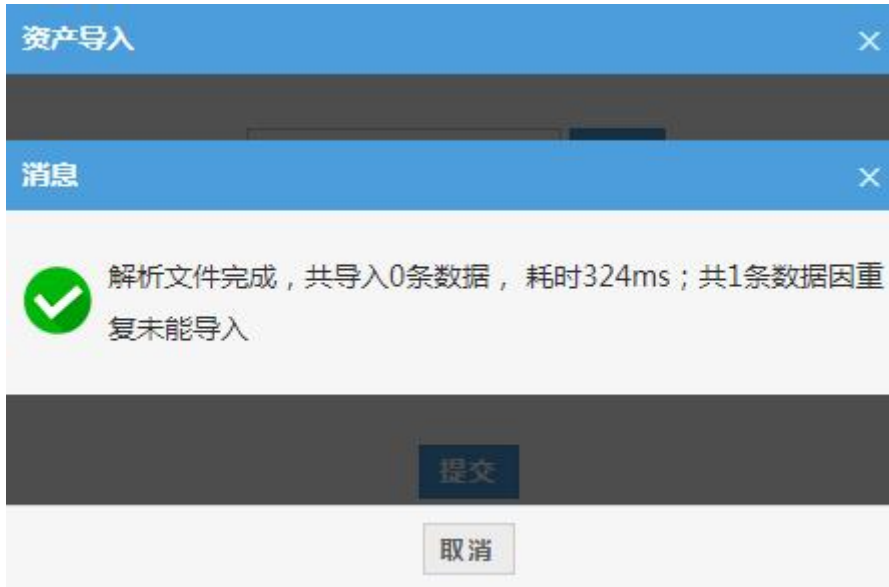 资产导入
消息
解析文件完成，共导入0条数据， 耗时324ms；共1条数据因重
复未能导入
提交
取消